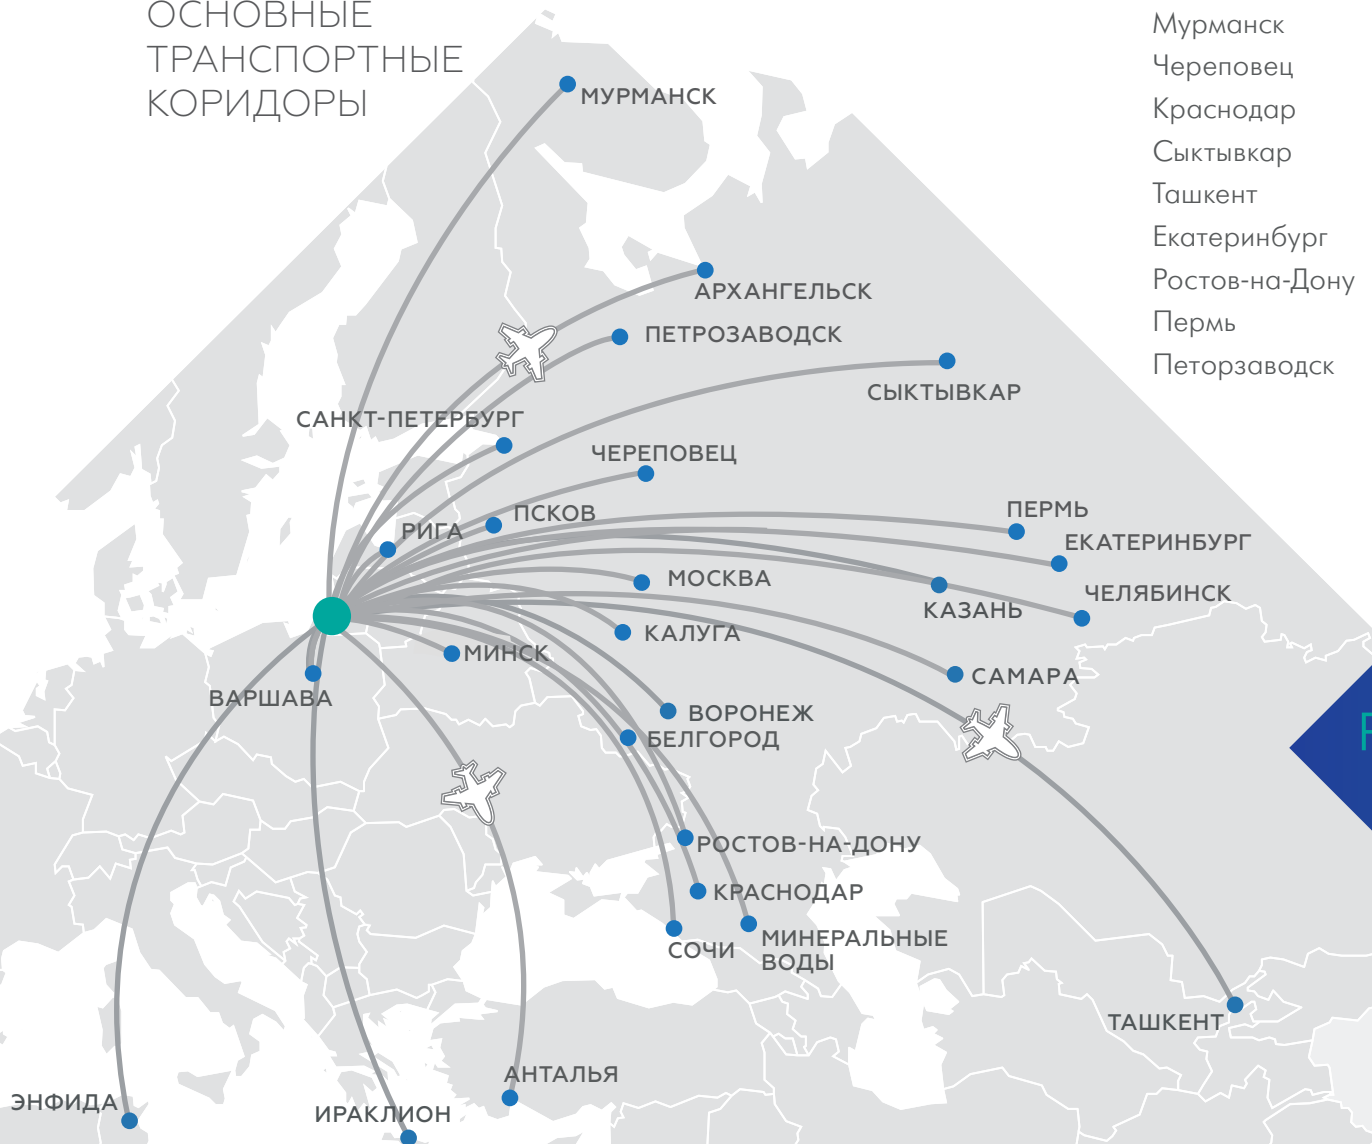 ОСНОВНЫЕ
ТРАНСПОРТНЫЕ
КОРИДОРЫ
Мурманск
Череповец
Краснодар
Сыктывкар
Ташкент
Екатеринбург
Ростов-на-Дону
Пермь
Петорзаводск
МУРМАНСК
АРХАНГЕЛЬСК
ПЕТРОЗАВОДСК
СЫКТЫВКАР
САНКТ-ПЕТЕРБУРГ
ЧЕРЕПОВЕЦ
ПСКОВ
ПЕРМЬ
РИГА
ЕКАТЕРИНБУРГ
МОСКВА
ЧЕЛЯБИНСК
КАЗАНЬ
КАЛУГА
МИНСК
САМАРА
ВАРШАВА
ВОРОНЕЖ
БЕЛГОРОД
РОСТОВ-НА-ДОНУ
КРАСНОДАР
МИНЕРАЛЬНЫЕ
ВОДЫ
СОЧИ
ТАШКЕНТ
АНТАЛЬЯ
ЭНФИДА
ИРАКЛИОН